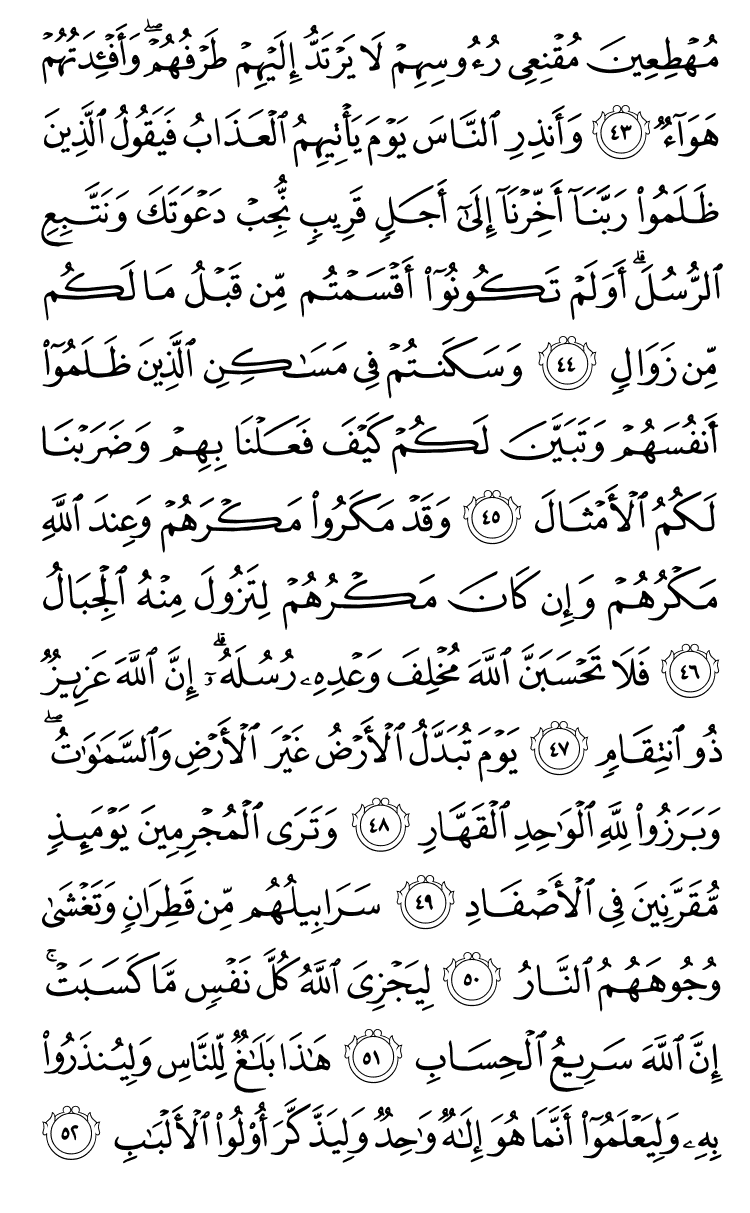 مُهۡطِعِينَ مُقۡنِعِي رُءُوسِهِمۡ لَا يَرۡتَدُّ إِلَيۡهِمۡ طَرۡفُهُمۡۖ وَأَفۡـِٔدَتُهُمۡ
هَوَآءٞ ٤٣ وَأَنذِرِ ٱلنَّاسَ يَوۡمَ يَأۡتِيهِمُ ٱلۡعَذَابُ فَيَقُولُ ٱلَّذِينَ
ظَلَمُواْ رَبَّنَآ أَخِّرۡنَآ إِلَىٰٓ أَجَلٖ قَرِيبٖ نُّجِبۡ دَعۡوَتَكَ وَنَتَّبِعِ
ٱلرُّسُلَۗ أَوَلَمۡ تَكُونُوٓاْ أَقۡسَمۡتُم مِّن قَبۡلُ مَا لَكُم
مِّن زَوَالٖ ٤٤ وَسَكَنتُمۡ فِي مَسَٰكِنِ ٱلَّذِينَ ظَلَمُوٓاْ
أَنفُسَهُمۡ وَتَبَيَّنَ لَكُمۡ كَيۡفَ فَعَلۡنَا بِهِمۡ وَضَرَبۡنَا
لَكُمُ ٱلۡأَمۡثَالَ ٤٥ وَقَدۡ مَكَرُواْ مَكۡرَهُمۡ وَعِندَ ٱللَّهِ
مَكۡرُهُمۡ وَإِن كَانَ مَكۡرُهُمۡ لِتَزُولَ مِنۡهُ ٱلۡجِبَالُ
٤٦ فَلَا تَحۡسَبَنَّ ٱللَّهَ مُخۡلِفَ وَعۡدِهِۦ رُسُلَهُۥٓۗ إِنَّ ٱللَّهَ عَزِيزٞ
ذُو ٱنتِقَامٖ ٤٧ يَوۡمَ تُبَدَّلُ ٱلۡأَرۡضُ غَيۡرَ ٱلۡأَرۡضِ وَٱلسَّمَٰوَٰتُۖ
وَبَرَزُواْ لِلَّهِ ٱلۡوَٰحِدِ ٱلۡقَهَّارِ ٤٨ وَتَرَى ٱلۡمُجۡرِمِينَ يَوۡمَئِذٖ
مُّقَرَّنِينَ فِي ٱلۡأَصۡفَادِ ٤٩ سَرَابِيلُهُم مِّن قَطِرَانٖ وَتَغۡشَىٰ
وُجُوهَهُمُ ٱلنَّارُ ٥٠ لِيَجۡزِيَ ٱللَّهُ كُلَّ نَفۡسٖ مَّا كَسَبَتۡۚ
إِنَّ ٱللَّهَ سَرِيعُ ٱلۡحِسَابِ ٥١ هَٰذَا بَلَٰغٞ لِّلنَّاسِ وَلِيُنذَرُواْ
بِهِۦ وَلِيَعۡلَمُوٓاْ أَنَّمَا هُوَ إِلَٰهٞ وَٰحِدٞ وَلِيَذَّكَّرَ أُوْلُواْ ٱلۡأَلۡبَٰبِ ٥٢